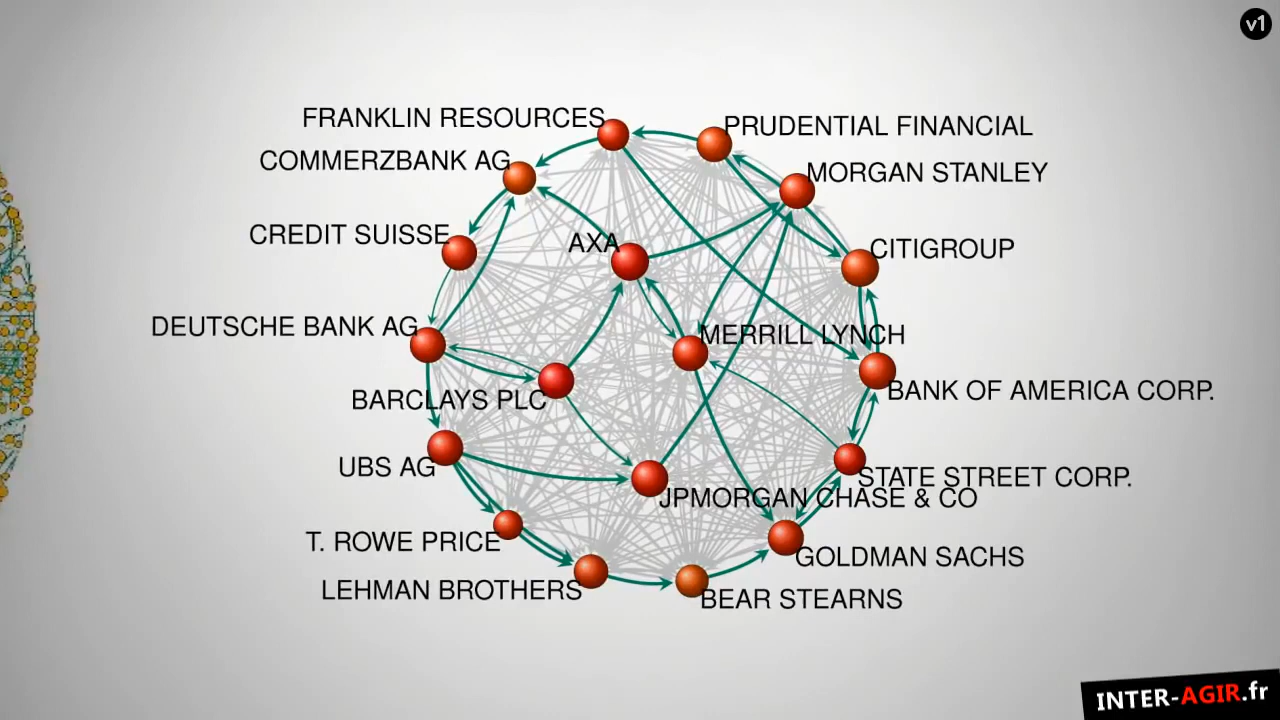 v1
FRANKLIN RESOURCES
PRUDENTIAL FINANCIAL
COMMERZBANK AG
MORGAN STANLEY
CREDIT SUISSE
AXA
CITIGROUP
DEUTSCHE BANK AG
MERRILL LYNCH
BARCLAYS PLC
BANK OF AMERICA CORP.
UBS AG
STATE STREET CORP.
JPMORGAN CHASE & CO
T. ROWE PRICE
GOLDMAN SACHS
LEHMAN BROTHERS
BEAR STEARNS
INTER-AGIR.fr